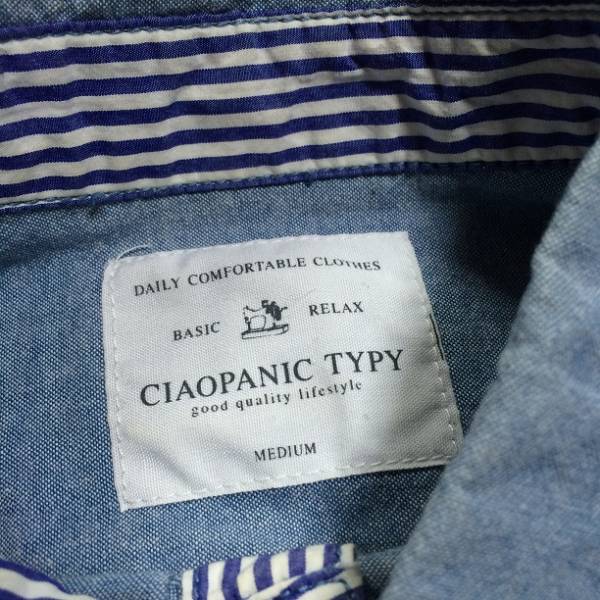 DAILY COMFORTABLE CLOTHES
BASIC RELAX
CIAOPANIC TYPY
good quality lifestyle
MEDIUM